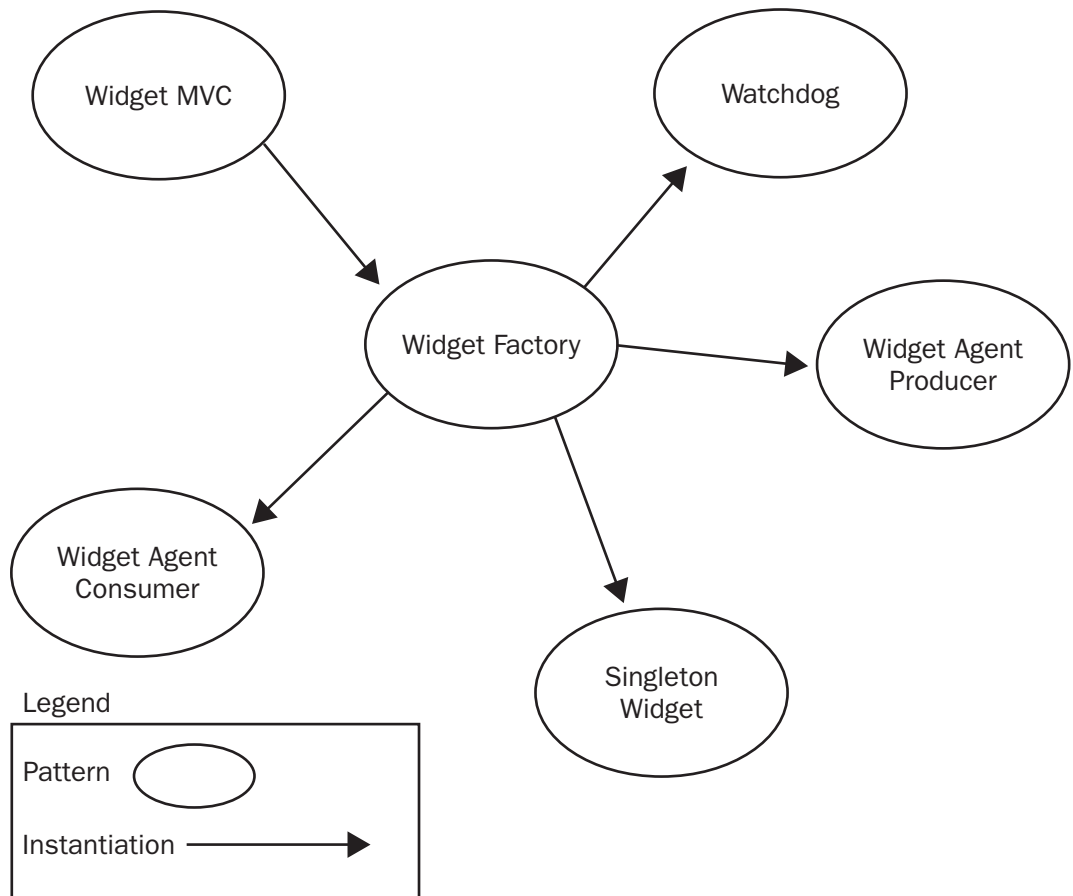 Widget MVC
Watchdog
Widget Factory
Widget Agent
Producer
Widget Agent
Consumer
Singleton
Widget
Legend
Pattern
Instantiation